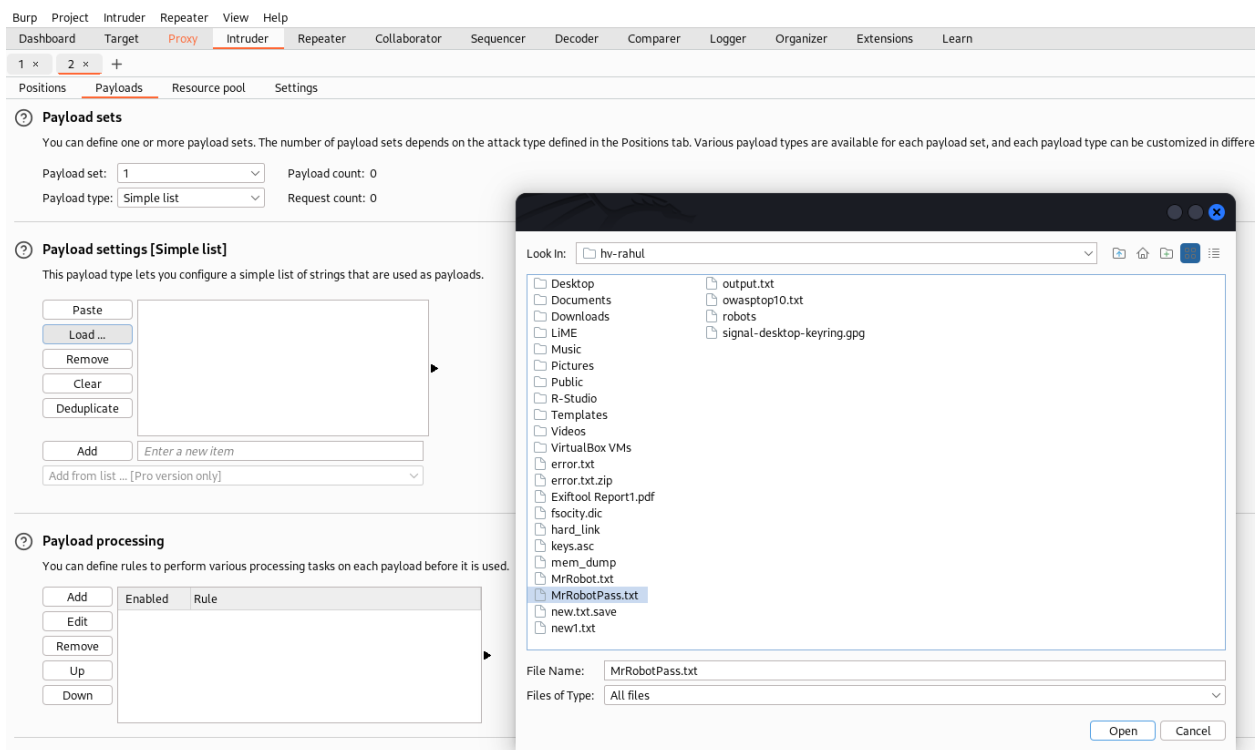 Burp Project Intruder Repeater View Help
Dashboard Target Proxy Intruder Repeater Collaborator Sequencer Decoder Comparer Logger Organizer Extensions Learn
1 × 2 × +
Positions Payloads Resource pool Settings
? Payload sets
You can define one or more payload sets. The number of payload sets depends on the attack type defined in the Positions tab. Various payload types are available for each payload set, and each payload type can be customized in differe
Payload set: 1 Payload count: 0
Payload type: Simple list Request count: 0
? Payload settings [Simple list]
This payload type lets you configure a simple list of strings that are used as payloads.
Paste
Load ...
Remove
Clear
Deduplicate
Add Enter a new item
Add from list ... [Pro version only]
? Payload processing
You can define rules to perform various processing tasks on each payload before it is used.
Add Enabled Rule
Edit
Remove
Up
Down
Look In: hv-rahul
Desktop
Documents
Downloads
LiME
Music
Pictures
Public
R-Studio
Templates
Videos
VirtualBox VMs
error.txt
error.txt.zip
Exiftool Report1.pdf
fsocity.dic
hard_link
keys.asc
mem_dump
MrRobot.txt
MrRobotPass.txt
new.txt.save
new1.txt
output.txt
owasptop10.txt
robots
signal-desktop-keyring.gpg
File Name: MrRobotPass.txt
Files of Type: All files
Open Cancel